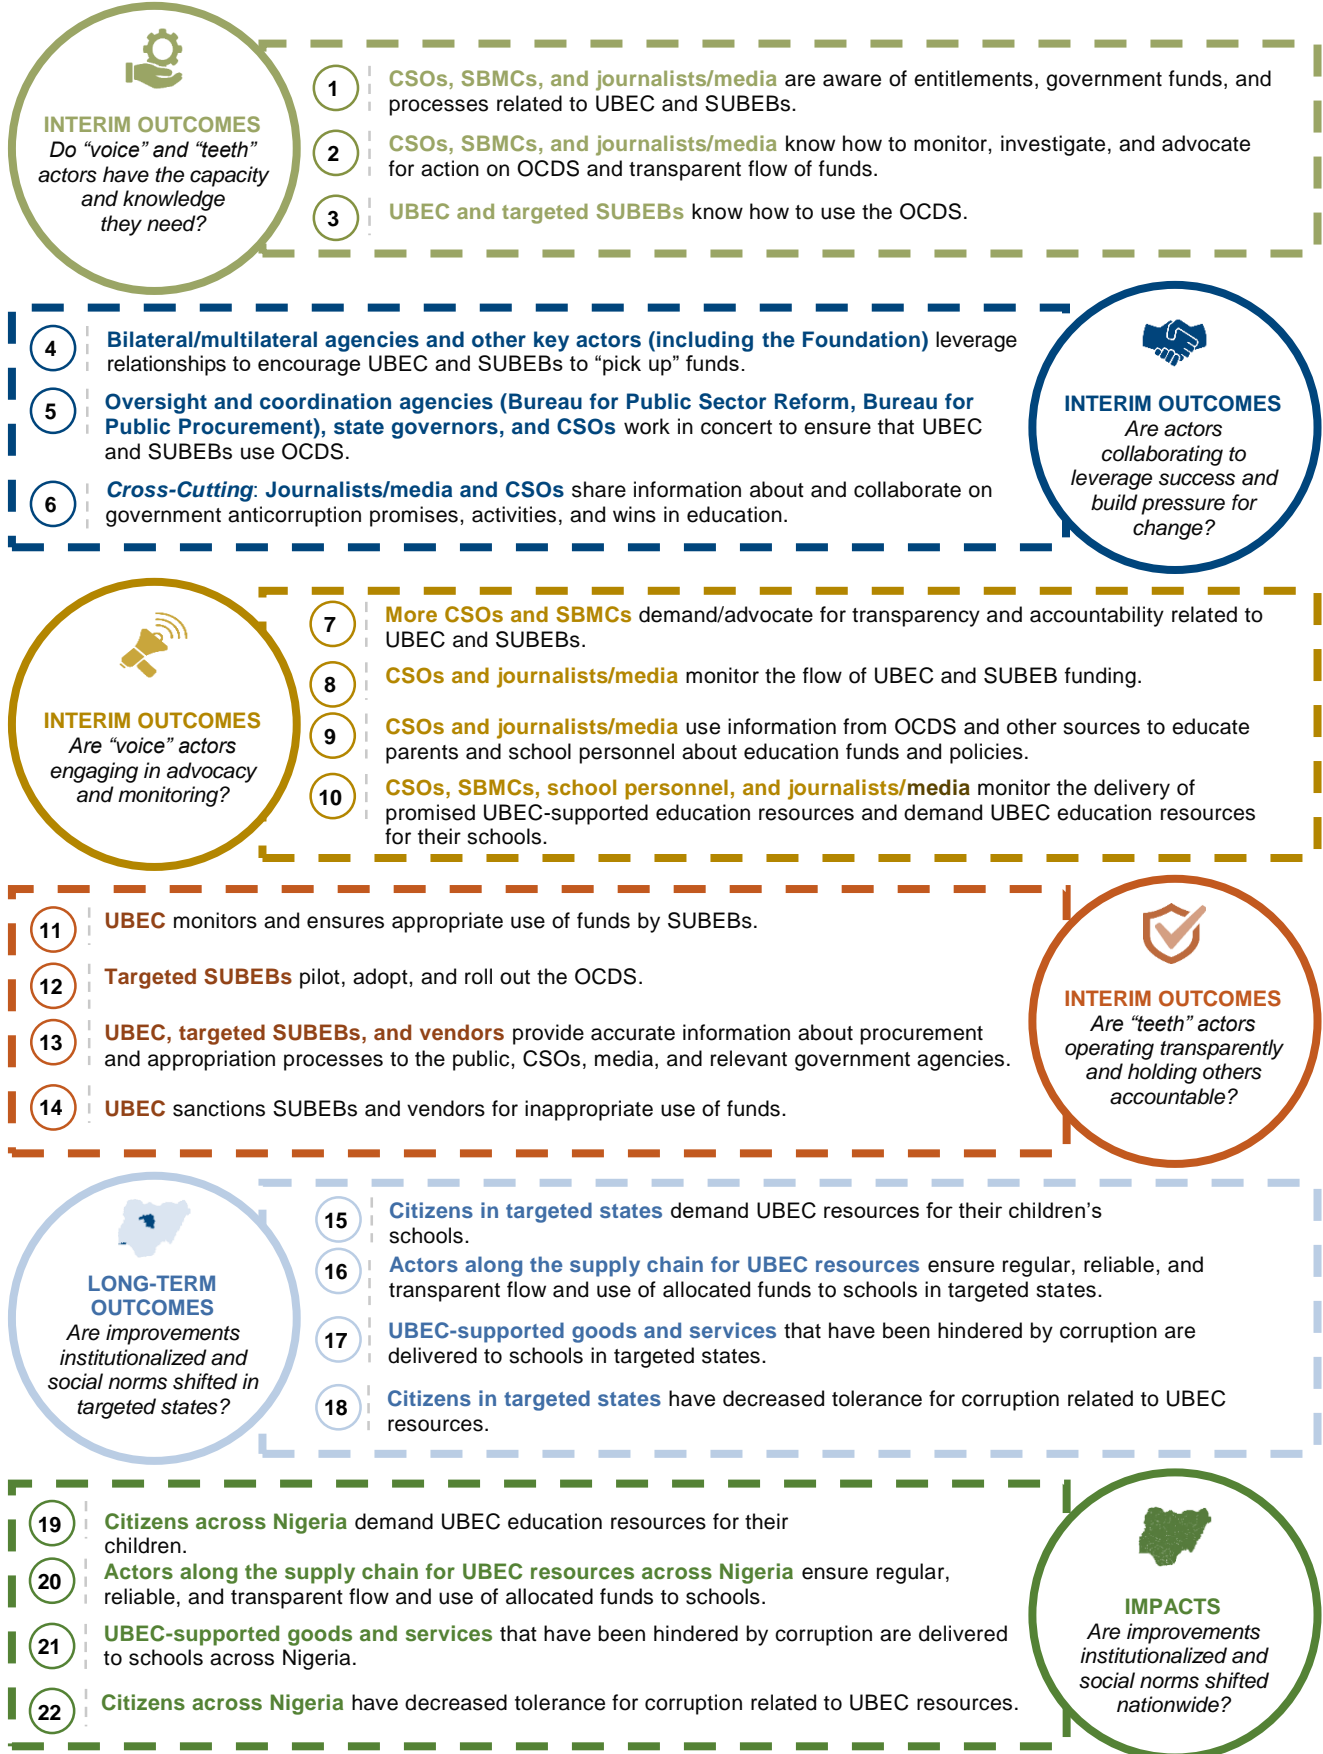 INTERIM OUTCOMES
Do “voice” and “teeth”
actors have the capacity
and knowledge
they need?
1
CSOs, SBMCs, and journalists/media are aware of entitlements, government funds, and
processes related to UBEC and SUBEBs.
2
CSOs, SBMCs, and journalists/media know how to monitor, investigate, and advocate
for action on OCDS and transparent flow of funds.
3
UBEC and targeted SUBEBs know how to use the OCDS.
4
Bilateral/multilateral agencies and other key actors (including the Foundation) leverage
relationships to encourage UBEC and SUBEBs to “pick up” funds.
5
Oversight and coordination agencies (Bureau for Public Sector Reform, Bureau for
Public Procurement), state governors, and CSOs work in concert to ensure that UBEC
and SUBEBs use OCDS.
6
Cross-Cutting: Journalists/media and CSOs share information about and collaborate on
government anticorruption promises, activities, and wins in education.
INTERIM OUTCOMES
Are actors
collaborating to
leverage success and
build pressure for
change?
INTERIM OUTCOMES
Are “voice” actors
engaging in advocacy
and monitoring?
7
More CSOs and SBMCs demand/advocate for transparency and accountability related to
UBEC and SUBEBs.
8
CSOs and journalists/media monitor the flow of UBEC and SUBEB funding.
9
CSOs and journalists/media use information from OCDS and other sources to educate
parents and school personnel about education funds and policies.
10
CSOs, SBMCs, school personnel, and journalists/media monitor the delivery of
promised UBEC-supported education resources and demand UBEC education resources
for their schools.
11
UBEC monitors and ensures appropriate use of funds by SUBEBs.
12
Targeted SUBEBs pilot, adopt, and roll out the OCDS.
13
UBEC, targeted SUBEBs, and vendors provide accurate information about procurement
and appropriation processes to the public, CSOs, media, and relevant government agencies.
14
UBEC sanctions SUBEBs and vendors for inappropriate use of funds.
INTERIM OUTCOMES
Are “teeth” actors
operating transparently
and holding others
accountable?
LONG-TERM
OUTCOMES
Are improvements
institutionalized and
social norms shifted in
targeted states?
15
Citizens in targeted states demand UBEC resources for their children’s
schools.
16
Actors along the supply chain for UBEC resources ensure regular, reliable, and
transparent flow and use of allocated funds to schools in targeted states.
17
UBEC-supported goods and services that have been hindered by corruption are
delivered to schools in targeted states.
18
Citizens in targeted states have decreased tolerance for corruption related to UBEC
resources.
19
Citizens across Nigeria demand UBEC education resources for their
children.
20
Actors along the supply chain for UBEC resources across Nigeria ensure regular,
reliable, and transparent flow and use of allocated funds to schools.
21
UBEC-supported goods and services that have been hindered by corruption are delivered
to schools across Nigeria.
22
Citizens across Nigeria have decreased tolerance for corruption related to UBEC resources.
IMPACTS
Are improvements
institutionalized and
social norms shifted
nationwide?